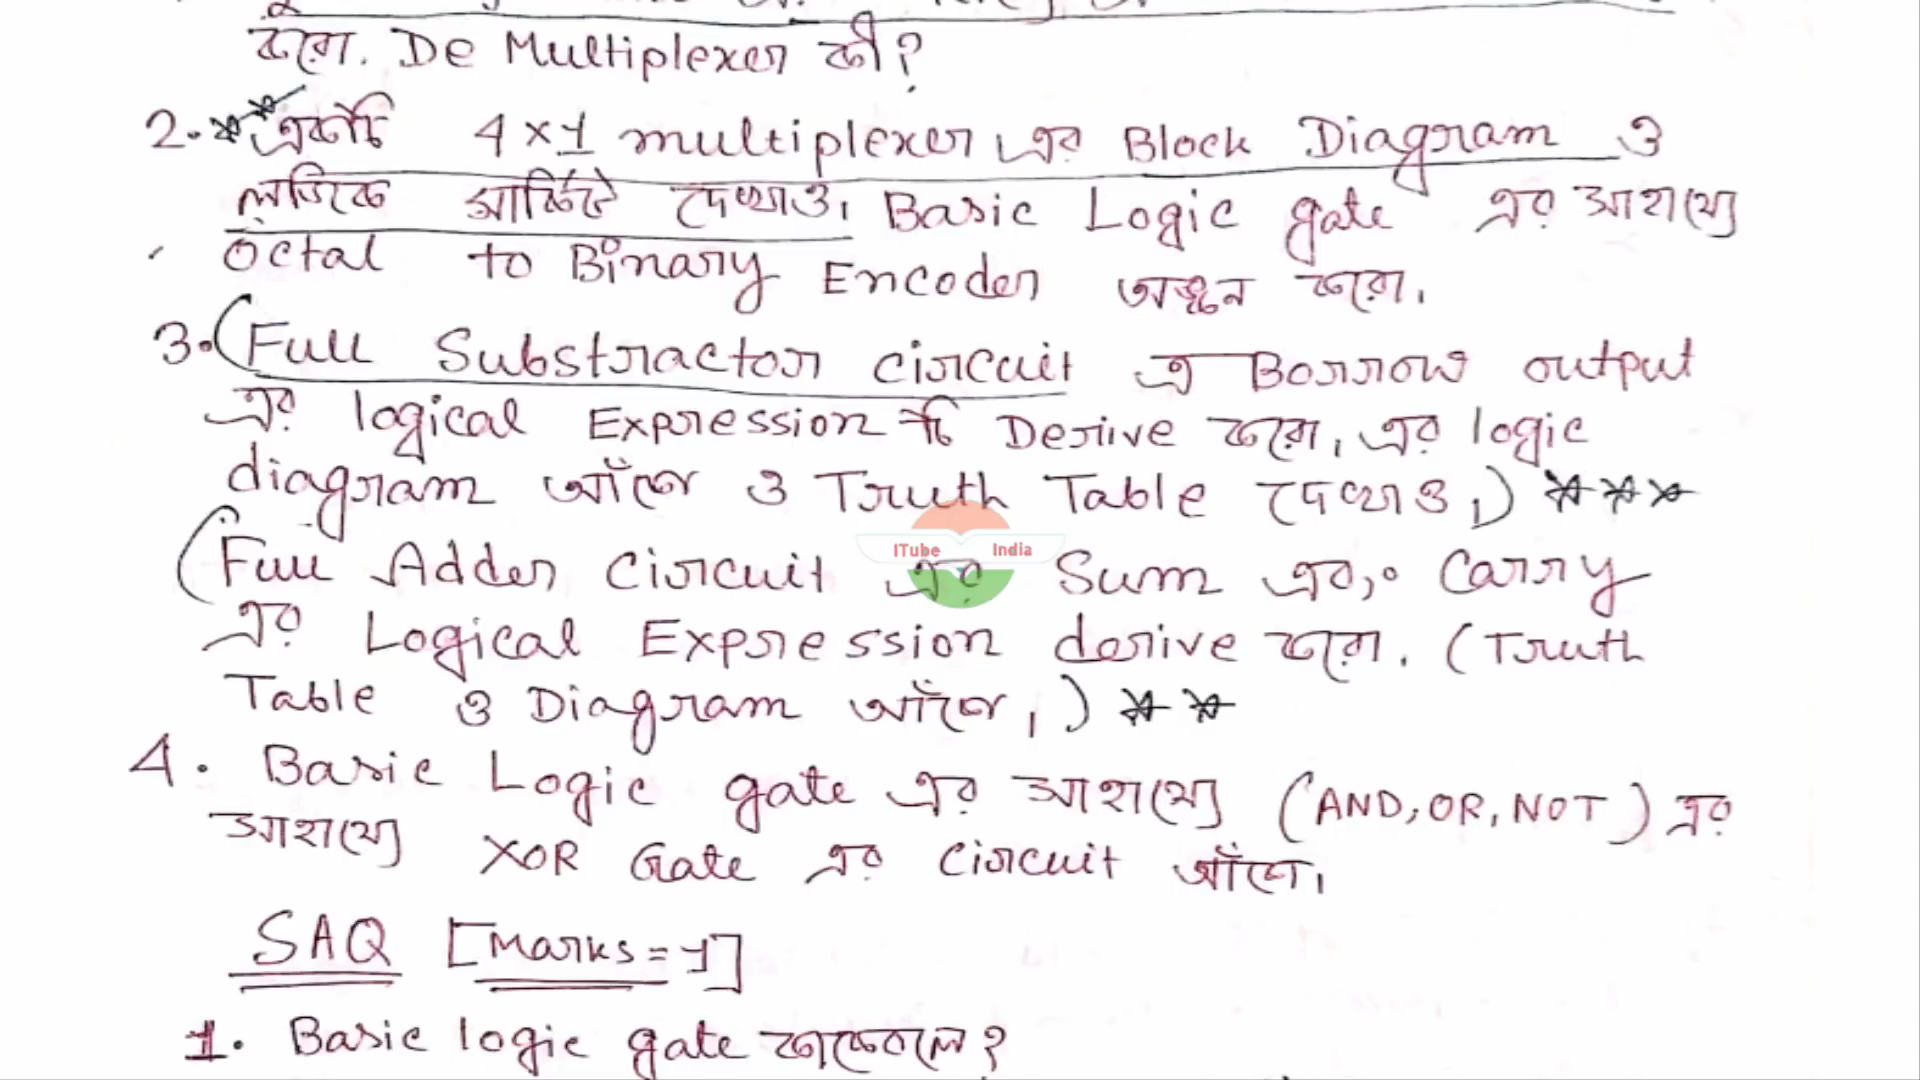 করো. De Multiplexer কী?
2. ** একটি 4x1 multiplexer এর Block Diagram ও
লজিক সার্কিট দেখাও। Basic Logic gate এর সাহায্যে
Octal to Binary Encoder অঙ্কন করো।
3. (Full Substractor circuit এ Borrow output
এর logical Expression টি Derive করো, এর logic
diagram আঁকো ও Truth Table দেখাও।) ***
ITube India
(Full Adder Circuit এর Sum এবং Carry
এর Logical Expression derive করো. (Truth
Table ও Diagram আঁকো।) **
4. Basic Logic gate এর সাহায্যে (AND, OR, NOT) এর
সাহায্যে XOR Gate এর Circuit আঁকো।
SAQ [Marks=1]
1. Basic logic gate কাকেবলে?